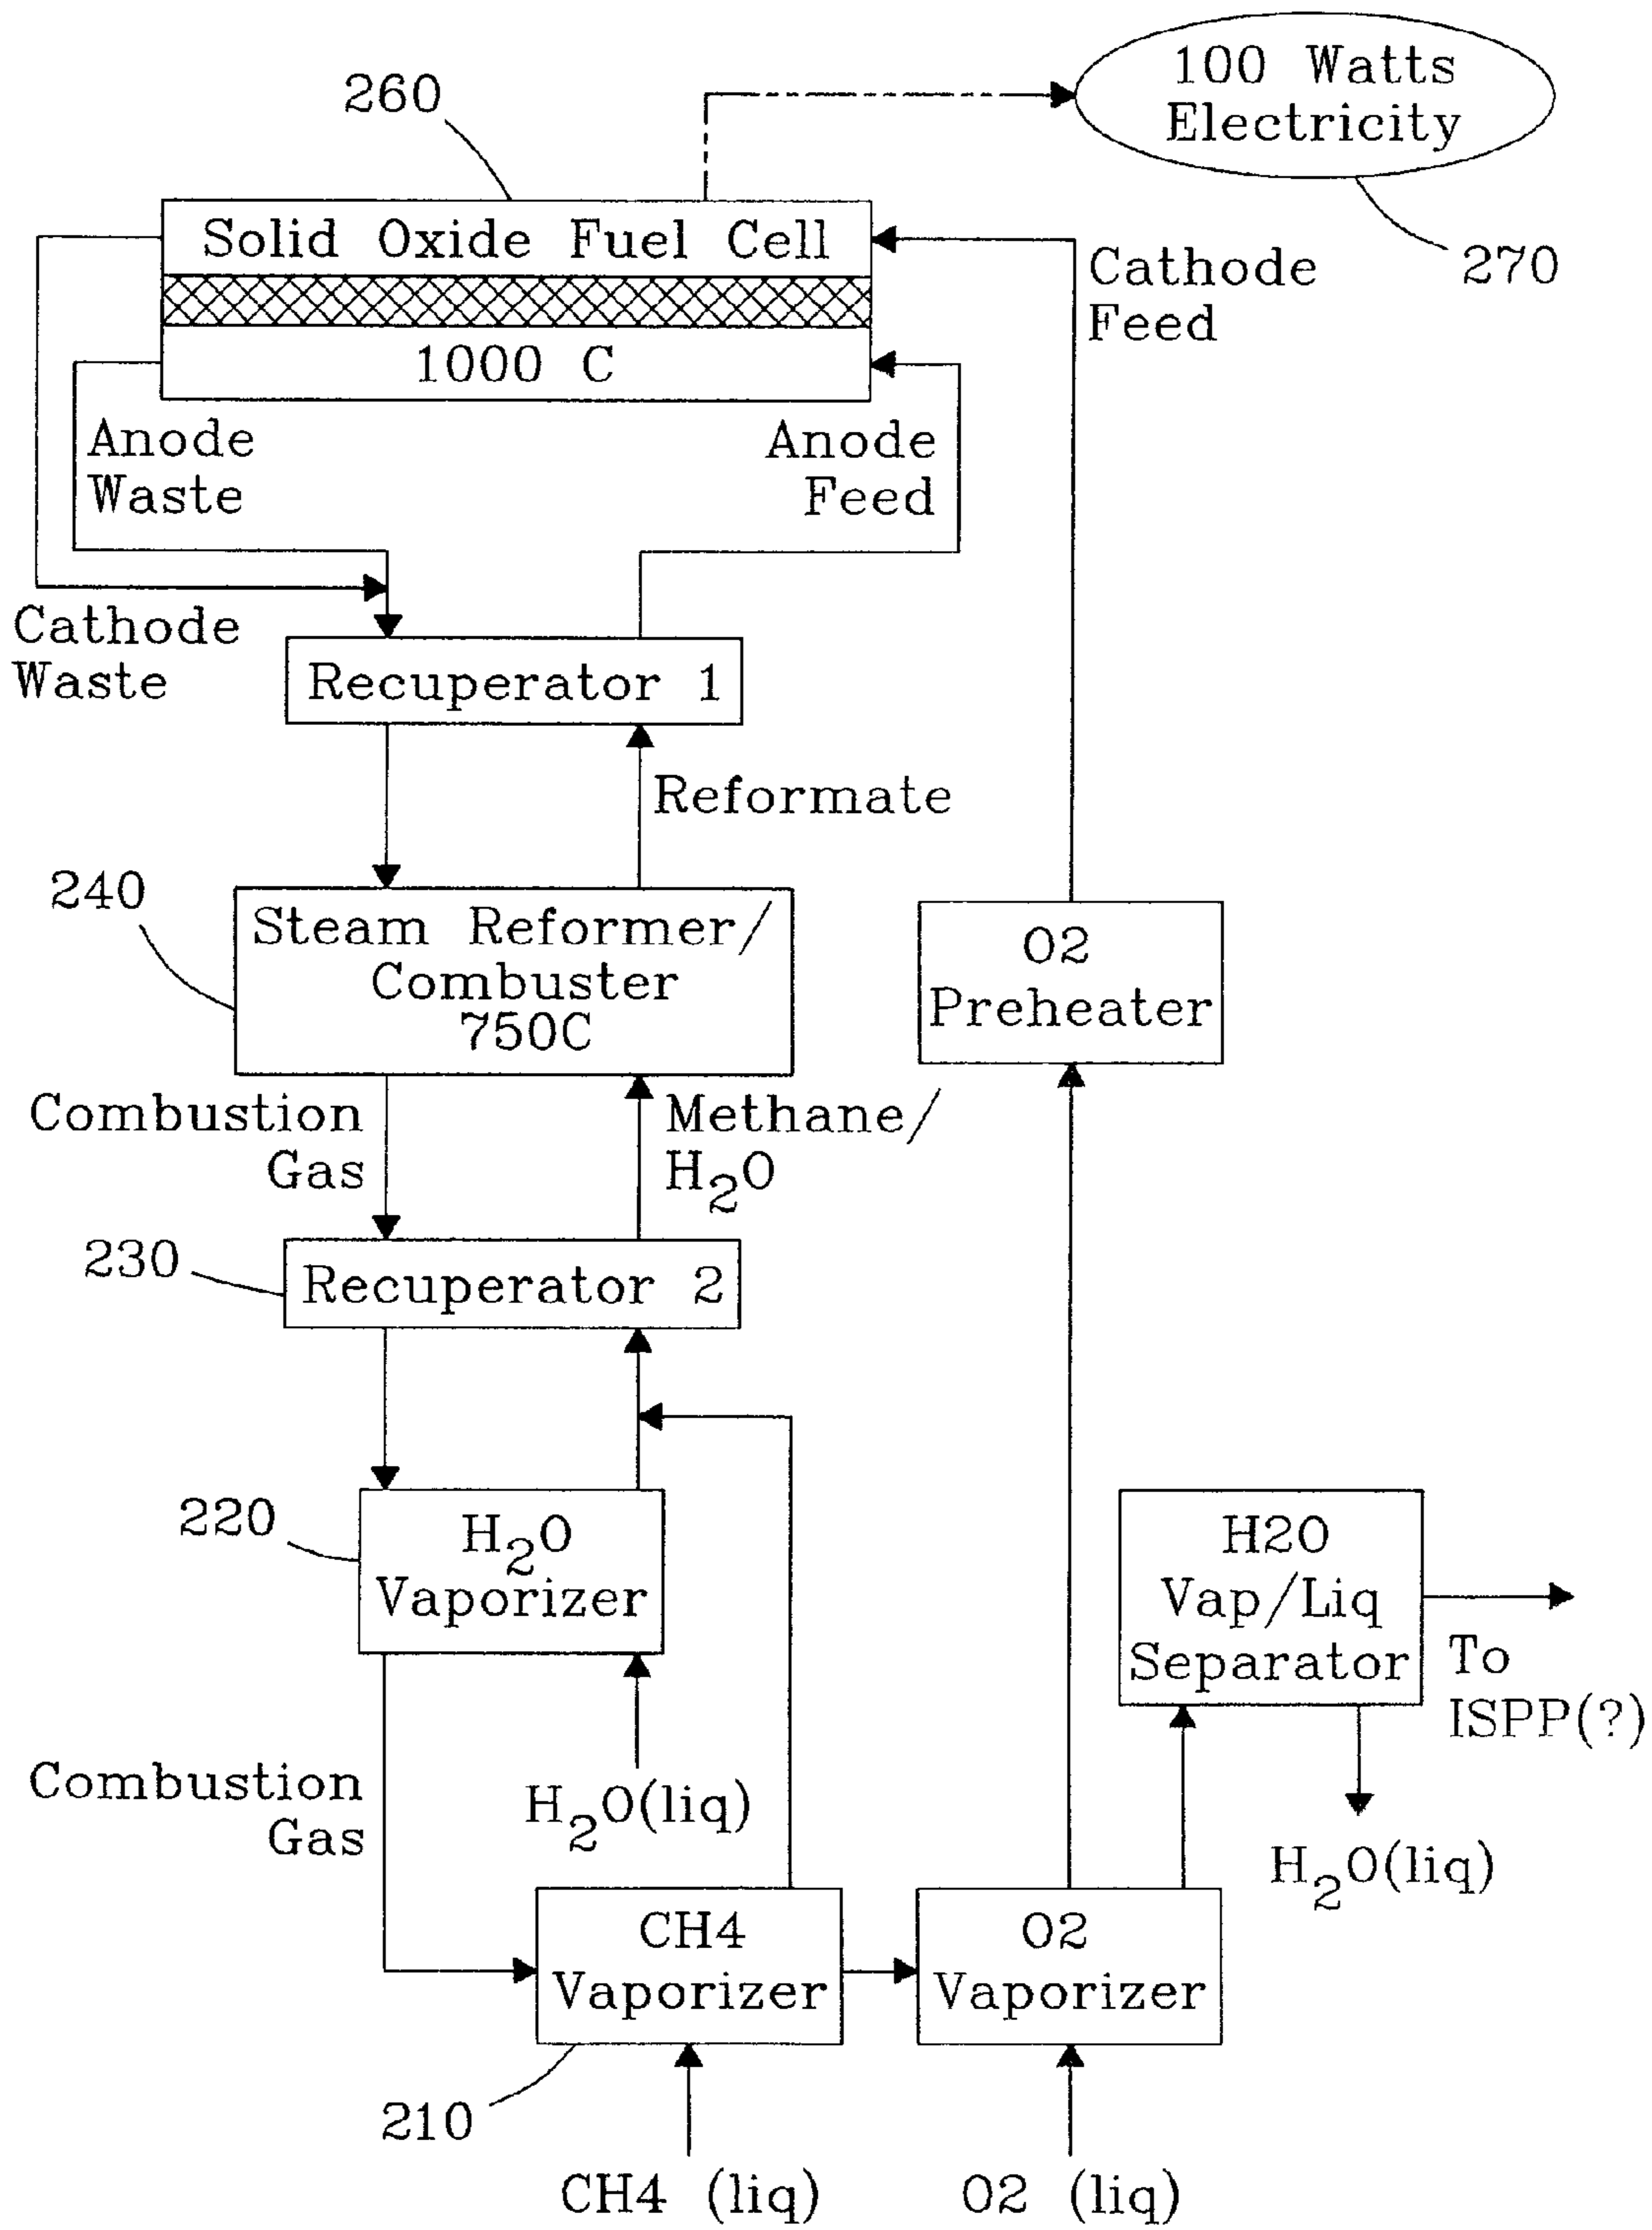 100 Watts
Electricity
260
270
Solid Oxide Fuel Cell
1000 C
Cathode
Feed
Anode
Waste
Anode
Feed
Cathode
Waste
Recuperator 1
Reformate
240
Steam Reformer/
Combuster
750C
O2
Preheater
Combustion
Gas
Methane/
H₂O
230
Recuperator 2
220
H₂O
Vaporizer
H2O
Vap/Liq
Separator
To
ISPP(?)
Combustion
Gas
H₂O(liq)
H₂O(liq)
CH4
Vaporizer
O2
Vaporizer
210
CH4 (liq)
O2 (liq)